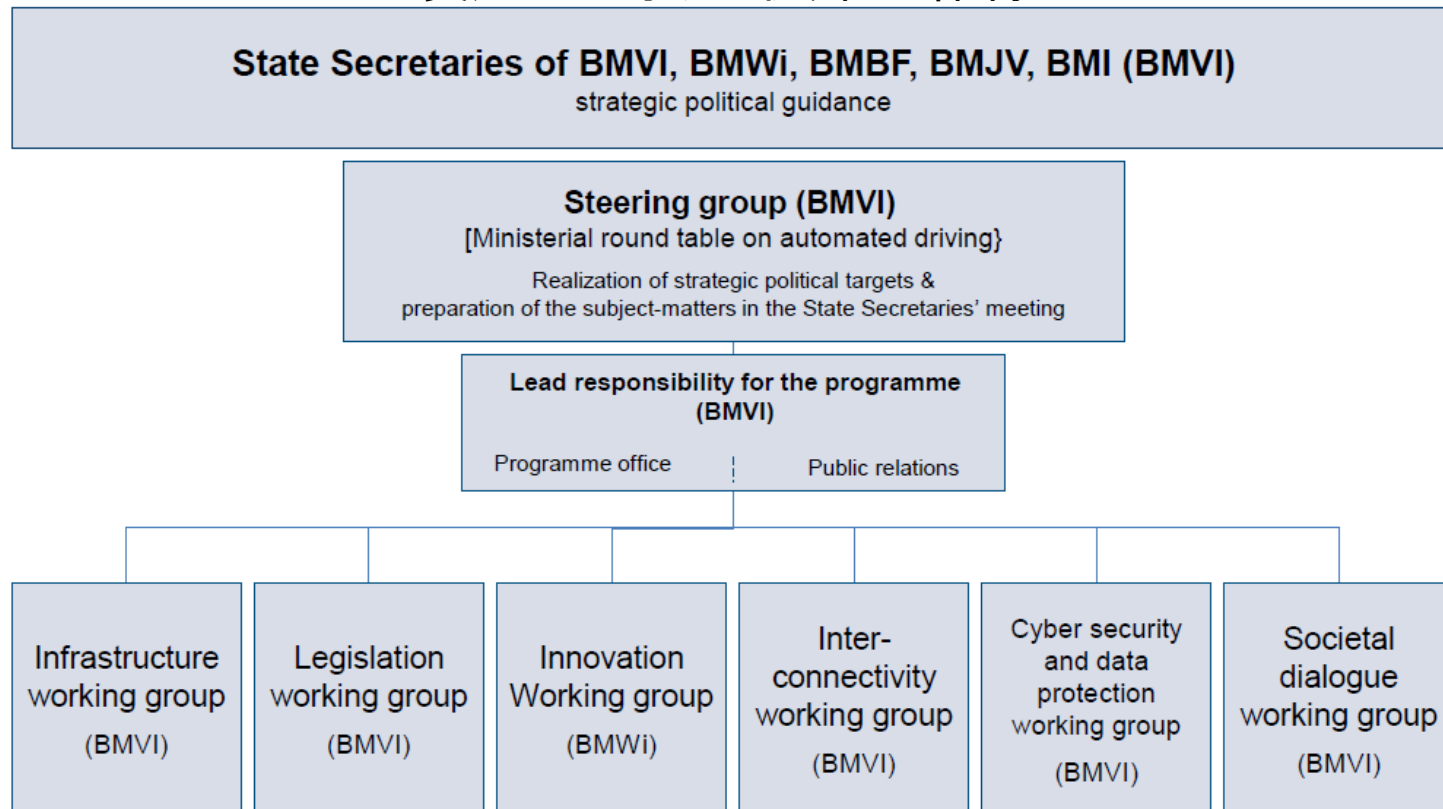 State Secretaries of BMVI, BMWi, BMBF, BMJV, BMI (BMVI)
strategic political guidance
Steering group (BMVI)
[Ministerial round table on automated driving}
Realization of strategic political targets &
preparation of the subject-matters in the State Secretaries' meeting
Lead responsibility for the programme
(BMVI)
Programme office
Public relations
Infrastructure
working group
(BMVI)
Legislation
working group
(BMVI)
Innovation
Working group
(BMWi)
Inter-
connectivity
working group
(BMVI)
Cyber security
and data
protection
working group
(BMVI)
Societal
dialogue
working group
(BMVI)